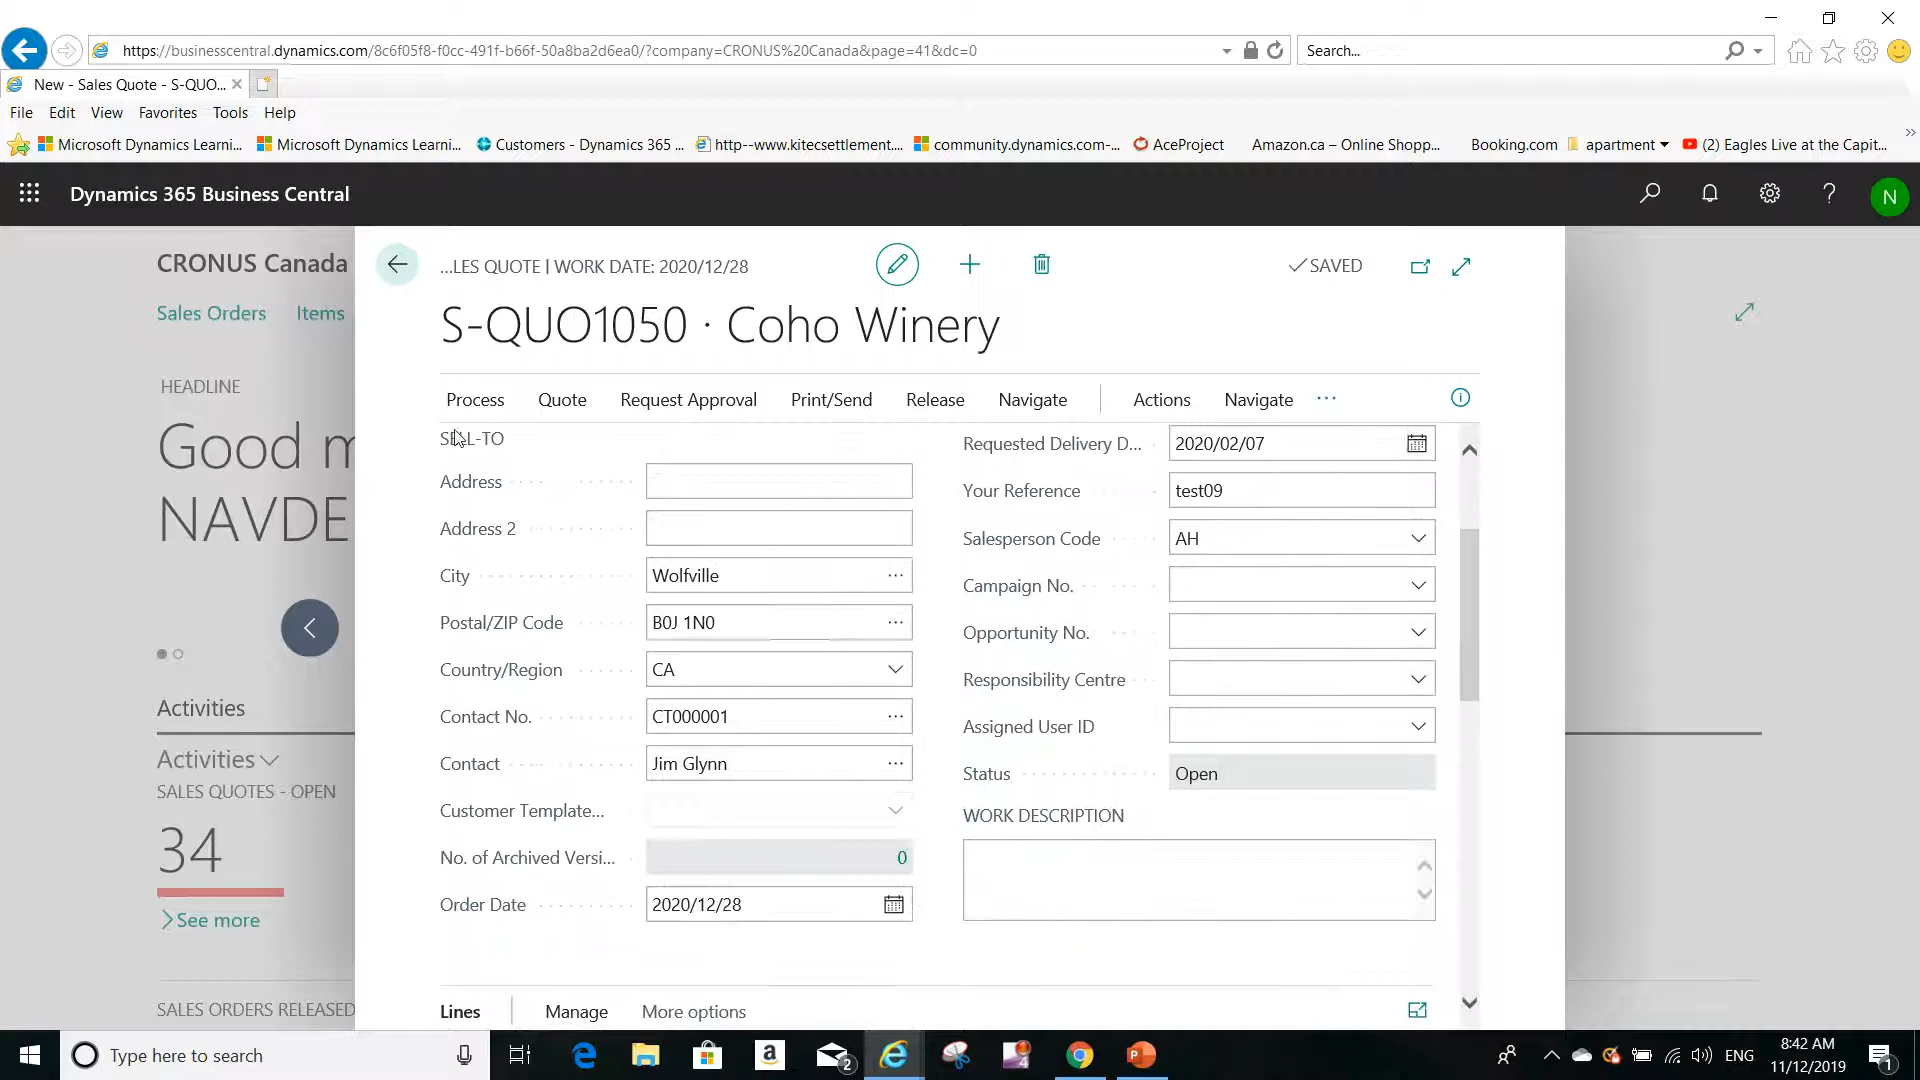 https://businesscentral.dynamics.com/8c6f05f8-f0cc-491f-b66f-50a8ba2d6ea0/?company=CRONUS%20Canada&page=41&dc=0
Search...
New - Sales Quote - S-QUO...
File Edit View Favorites Tools Help
Microsoft Dynamics Learni... Microsoft Dynamics Learni... Customers - Dynamics 365 ... http--www.kitecsettlement.... community.dynamics.com-... AceProject Amazon.ca – Online Shopp... Booking.com apartment (2) Eagles Live at the Capit...
Dynamics 365 Business Central
N
CRONUS Canada
Sales Orders Items
HEADLINE
Good m
NAVDE
Activities
Activities
SALES QUOTES - OPEN
34
See more
SALES ORDERS RELEASED
...LES QUOTE | WORK DATE: 2020/12/28
SAVED
S-QUO1050 · Coho Winery
Process Quote Request Approval Print/Send Release Navigate Actions Navigate ...
SELL-TO
Address
Address 2
City Wolfville
Postal/ZIP Code B0J 1N0
Country/Region CA
Contact No. CT000001
Contact Jim Glynn
Customer Template...
No. of Archived Versi... 0
Order Date 2020/12/28
Requested Delivery D... 2020/02/07
Your Reference test09
Salesperson Code AH
Campaign No.
Opportunity No.
Responsibility Centre
Assigned User ID
Status Open
WORK DESCRIPTION
Lines Manage More options
Type here to search
2
ENG
8:42 AM
11/12/2019
1